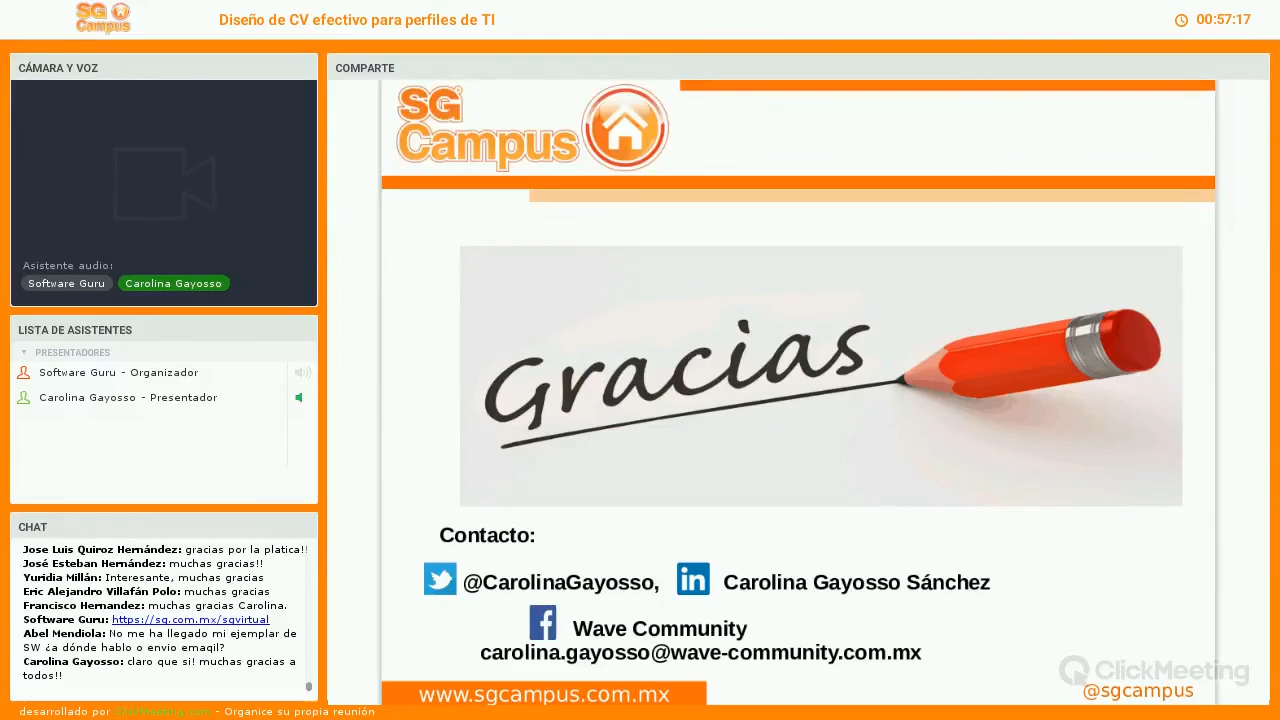 SG Campus
Diseño de CV efectivo para perfiles de TI
00:57:17
CÁMARA Y VOZ
Asistente audio:
Software Guru
Carolina Gayosso
LISTA DE ASISTENTES
PRESENTADORES
Software Guru - Organizador
Carolina Gayosso - Presentador
CHAT
Jose Luis Quiroz Hernández: gracias por la platica!!
José Esteban Hernández: muchas gracias!!
Yuridia Millán: Interesante, muchas gracias
Eric Alejandro Villafán Polo: muchas gracias
Francisco Hernandez: muchas gracias Carolina.
Software Guru: https://sg.com.mx/sgvirtual
Abel Mendiola: No me ha llegado mi ejemplar de
SW ¿a dónde hablo o envio emaqil?
Carolina Gayosso: claro que si! muchas gracias a
todos!!
desarrollado por ClickMeeting.com - Organice su propia reunión
COMPARTE
SG
Campus
Gracias
Contacto:
@CarolinaGayosso, in Carolina Gayosso Sánchez
Wave Community
carolina.gayosso@wave-community.com.mx
www.sgcampus.com.mx
ClickMeeting
@sgcampus